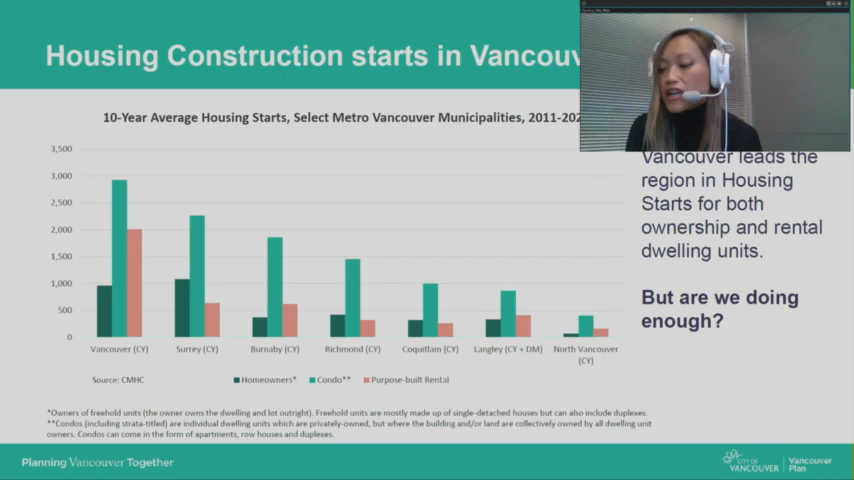 Housing Construction starts in Vancouv
10-Year Average Housing Starts, Select Metro Vancouver Municipalities, 2011-202
3,500
3,000
2,500
2,000
1,500
1,000
500
0
Vancouver (CY) Surrey (CY) Burnaby (CY) Richmond (CY) Coquitlam (CY) Langley (CY + DM) North Vancouver
(CY)
Source: CMHC
Homeowners* Condo** Purpose-built Rental
Vancouver leads the
region in Housing
Starts for both
ownership and rental
dwelling units.
But are we doing
enough?
*Owners of freehold units (the owner owns the dwelling and lot outright). Freehold units are mostly made up of single-detached houses but can also include duplexes.
**Condos (including strata-titled) are individual dwelling units which are privately-owned, but where the building and/or land are collectively owned by all dwelling unit
owners. Condos can come in the form of apartments, row houses and duplexes.
Planning Vancouver Together
CITY OF
VANCOUVER
Vancouver
Plan